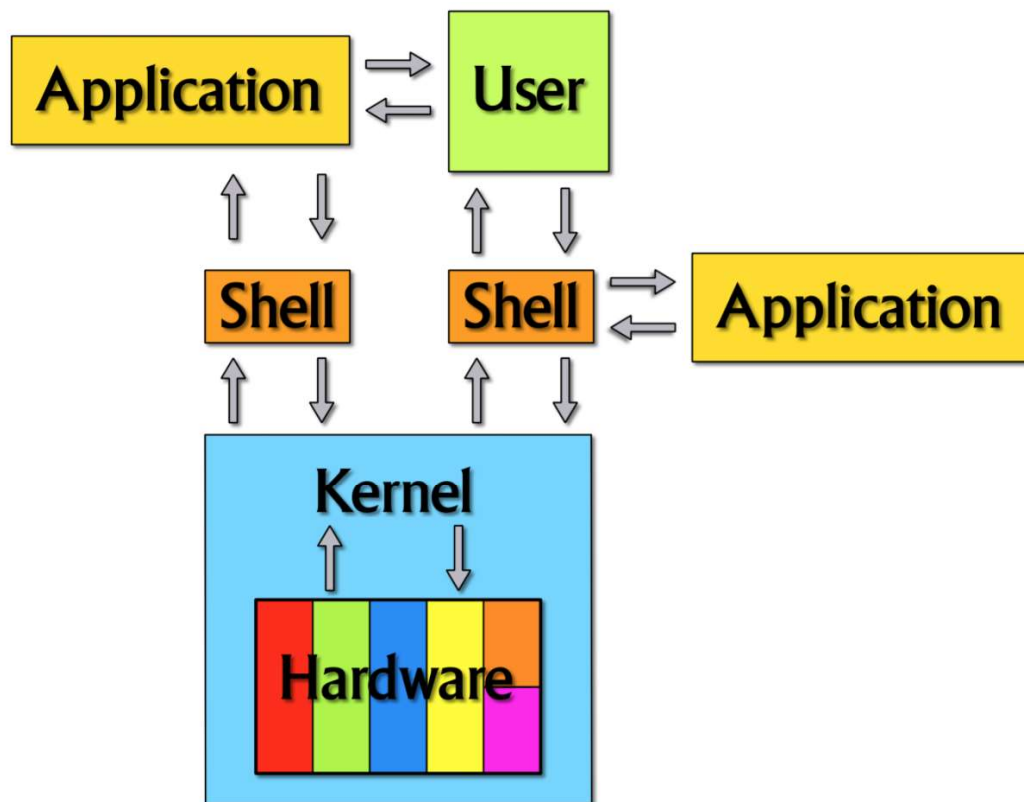 Application
User
Shell
Shell
Application
Kernel
Hardware